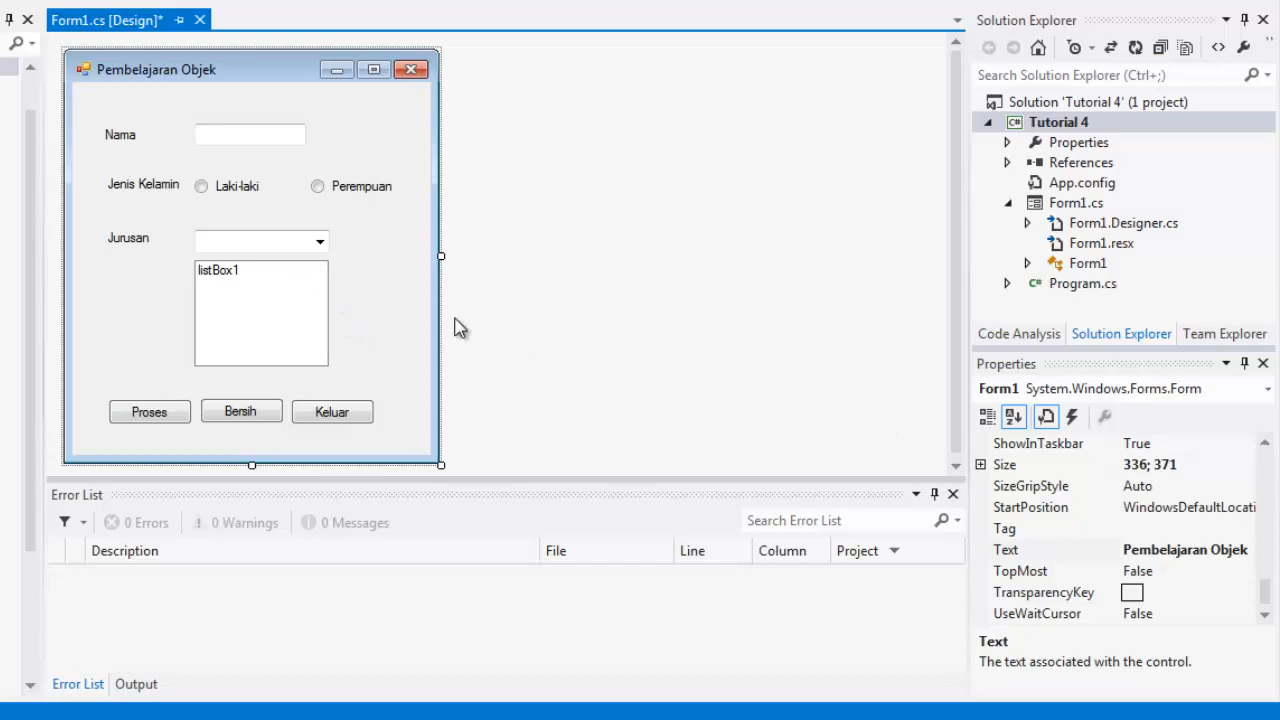 Form1.cs [Design]*
Pembelajaran Objek
Nama
Jenis Kelamin Laki-laki Perempuan
Jurusan
listBox1
Proses Bersih Keluar
Error List
0 Errors 0 Warnings 0 Messages Search Error List
Description File Line Column Project
Error List Output
Solution Explorer
Search Solution Explorer (Ctrl+;)
Solution 'Tutorial 4' (1 project)
C# Tutorial 4
Properties
References
App.config
Form1.cs
Form1.Designer.cs
Form1.resx
Form1
C# Program.cs
Code Analysis Solution Explorer Team Explorer
Properties
Form1 System.Windows.Forms.Form
ShowInTaskbar True
Size 336; 371
SizeGripStyle Auto
StartPosition WindowsDefaultLocati
Tag
Text Pembelajaran Objek
TopMost False
TransparencyKey
UseWaitCursor False
Text
The text associated with the control.